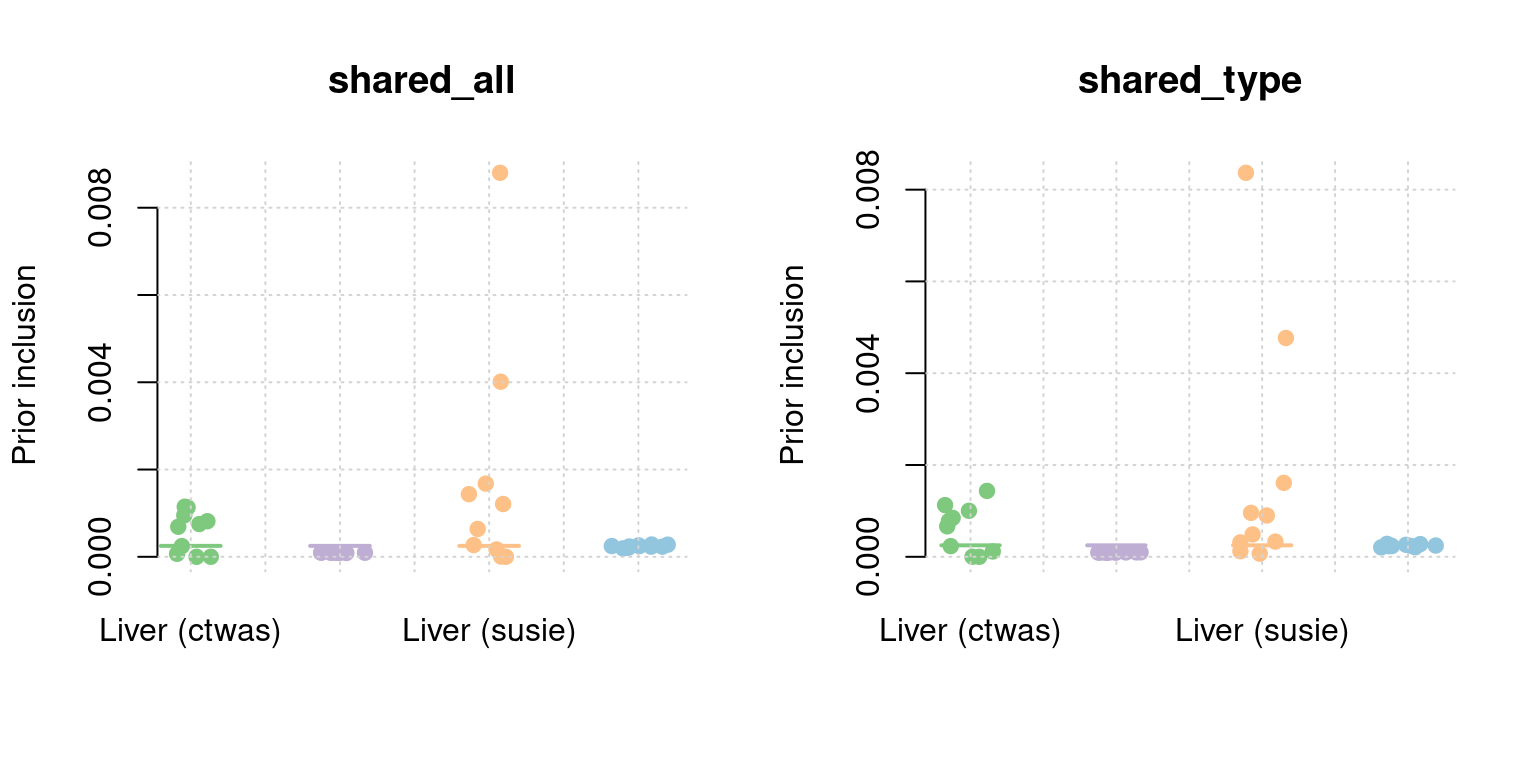 shared_all
Prior inclusion
0.008
0.004
0.000
Liver (ctwas)
Liver (susie)
shared_type
Prior inclusion
0.008
0.004
0.000
Liver (ctwas)
Liver (susie)